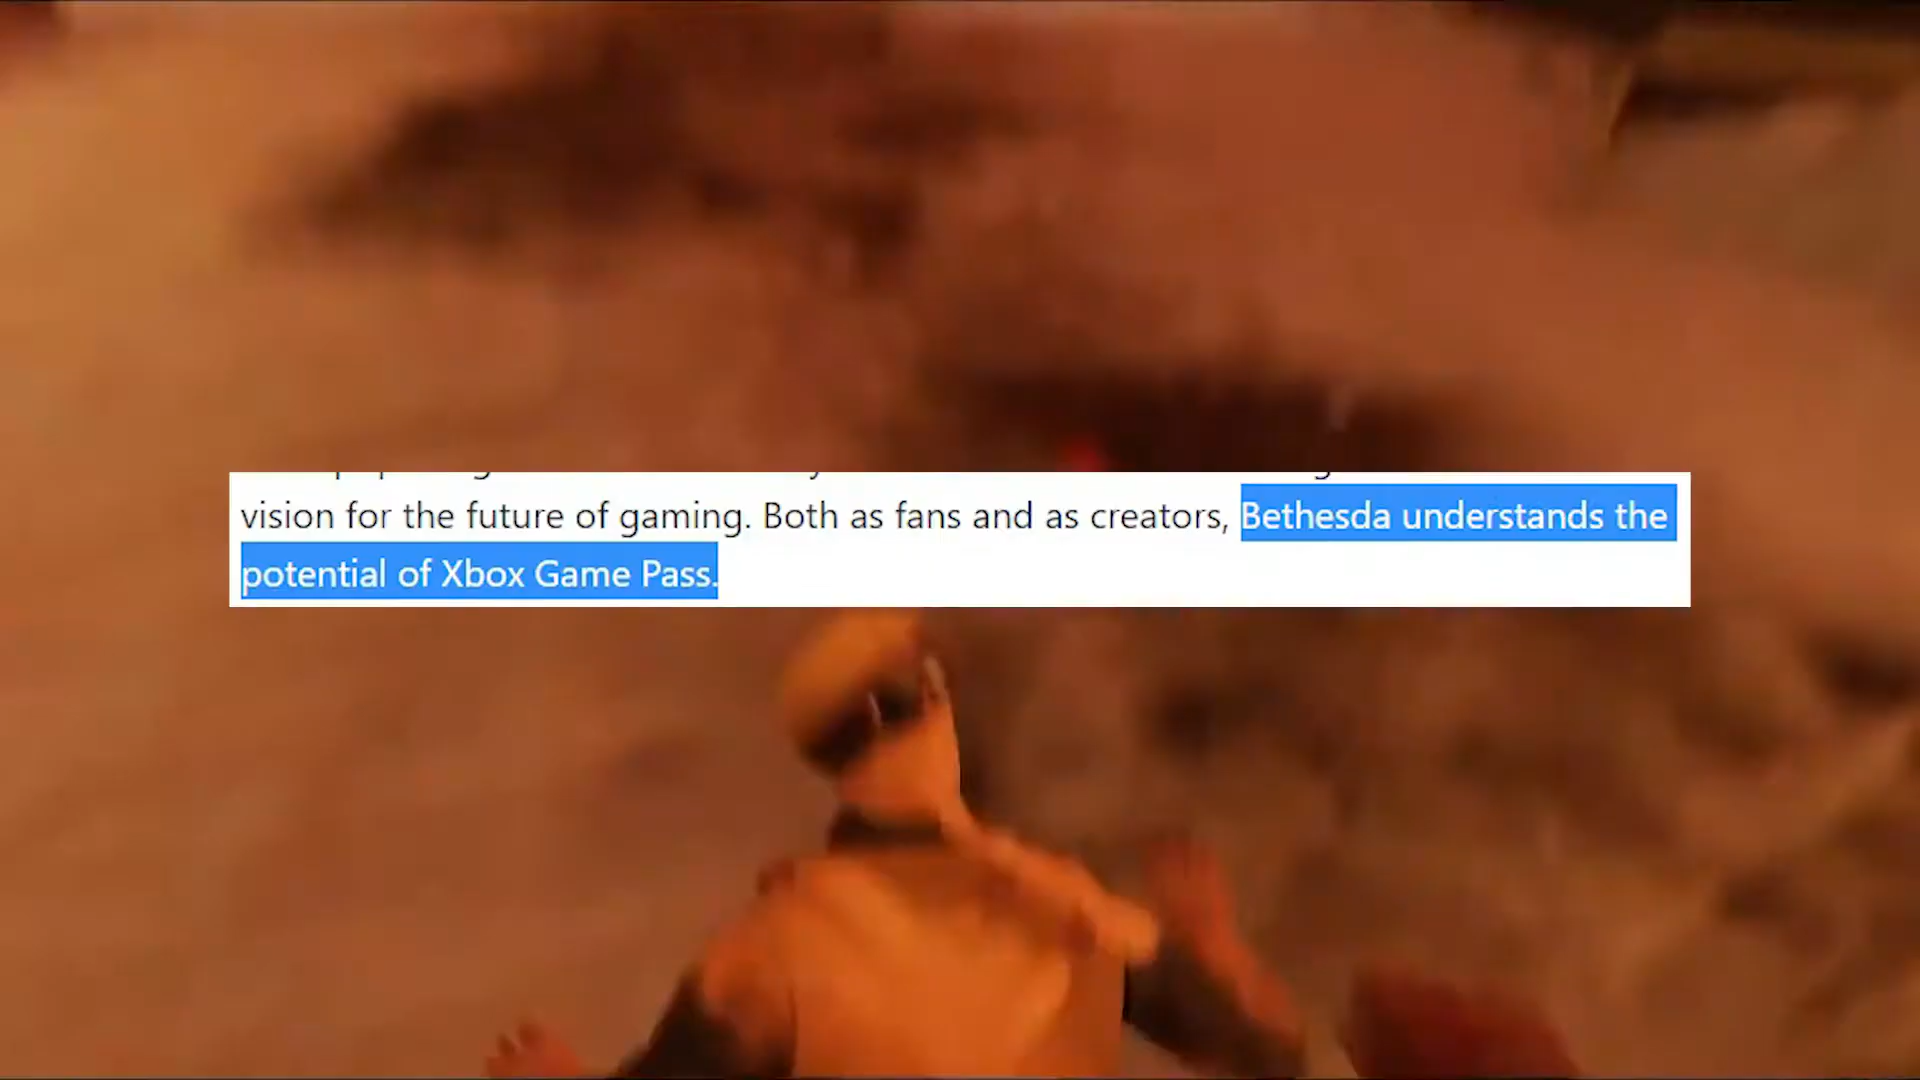 vision for the future of gaming. Both as fans and as creators, Bethesda understands the
potential of Xbox Game Pass.